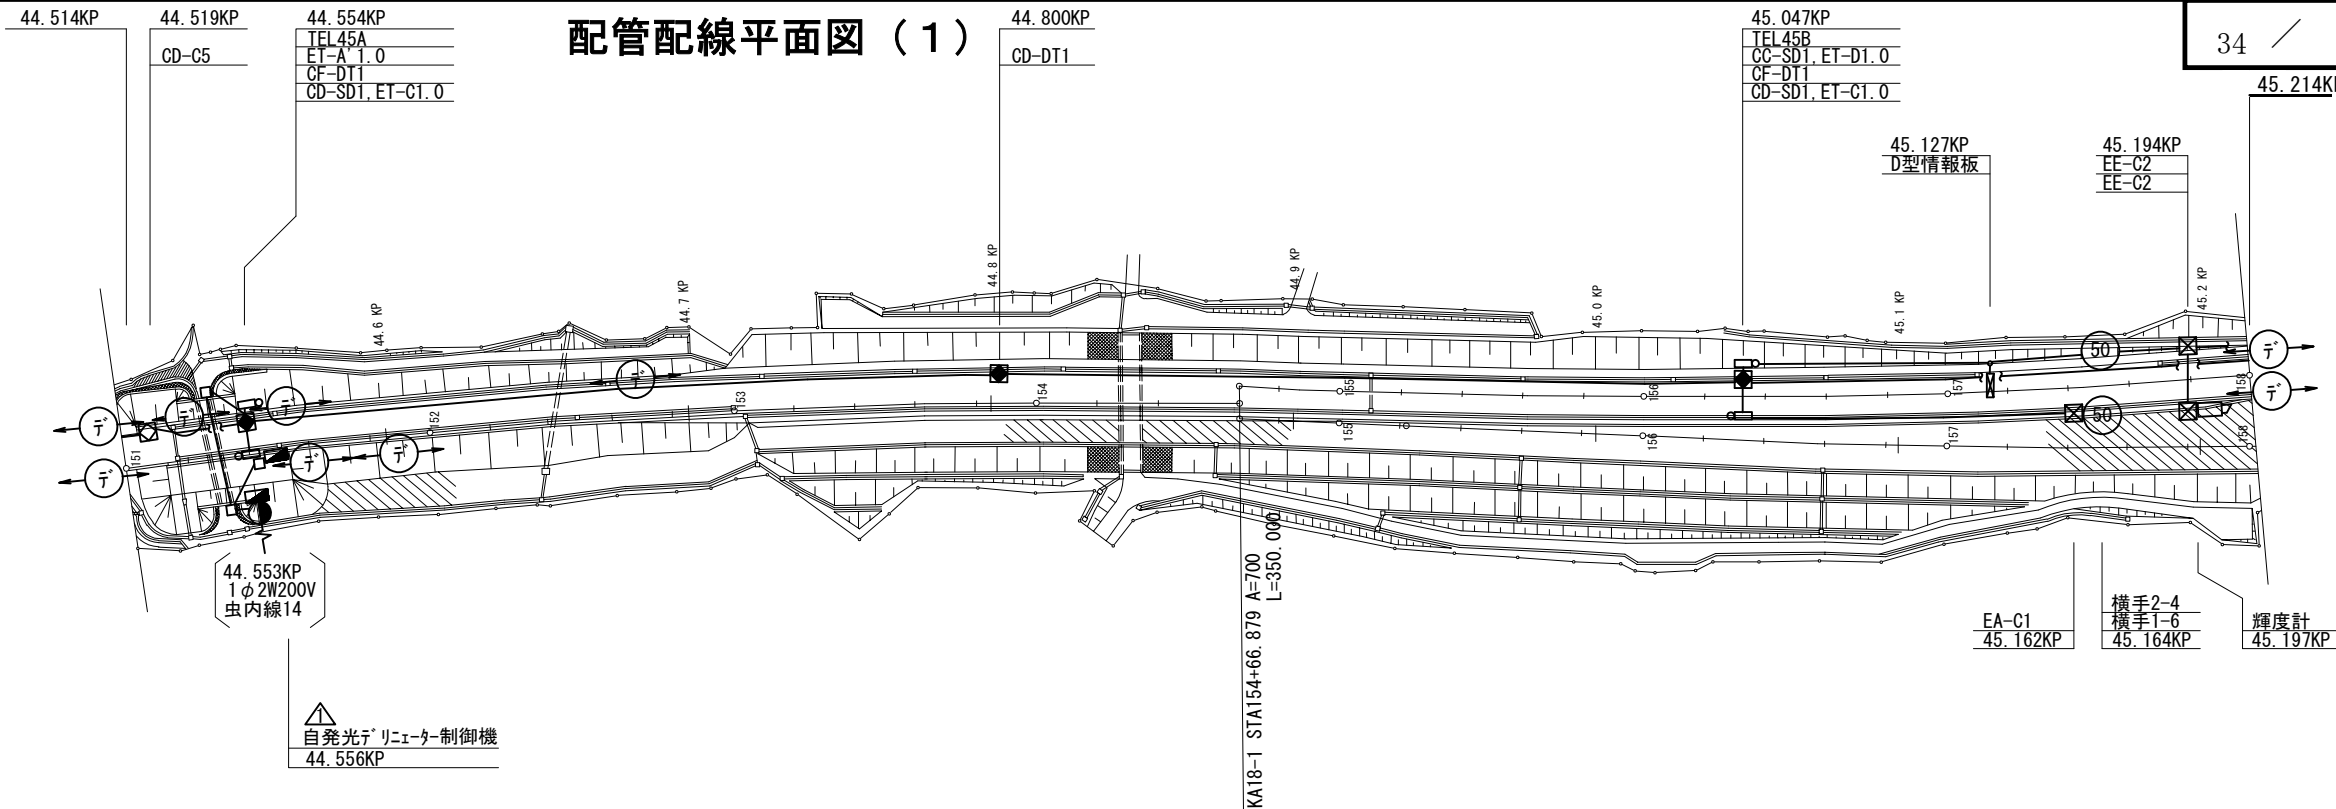 配管配線平面図（１）
34 ／
44.514KP
44.519KP
CD-C5
44.554KP
TEL45A
ET-A'1.0
CF-DT1
CD-SD1,ET-C1.0
44.800KP
CD-DT1
45.047KP
TEL45B
CC-SD1,ET-D1.0
CF-DT1
CD-SD1,ET-C1.0
45.127KP
D型情報板
45.194KP
EE-C2
EE-C2
45.214KP
44.6 KP
44.7 KP
44.8 KP
44.9 KP
45.0 KP
45.1 KP
45.2 KP
デ
デ
デ
デ
デ
デ
デ
デ
デ
50
50
151
152
153
154
155
156
157
158
155
156
157
158
44.553KP
1φ2W200V
虫内線14
1
自発光ﾃﾞﾘﾆｪｰﾀｰ制御機
44.556KP
KA18-1 STA154+66.879 A=700
L=350.000
EA-C1
45.162KP
横手2-4
横手1-6
45.164KP
輝度計
45.197KP